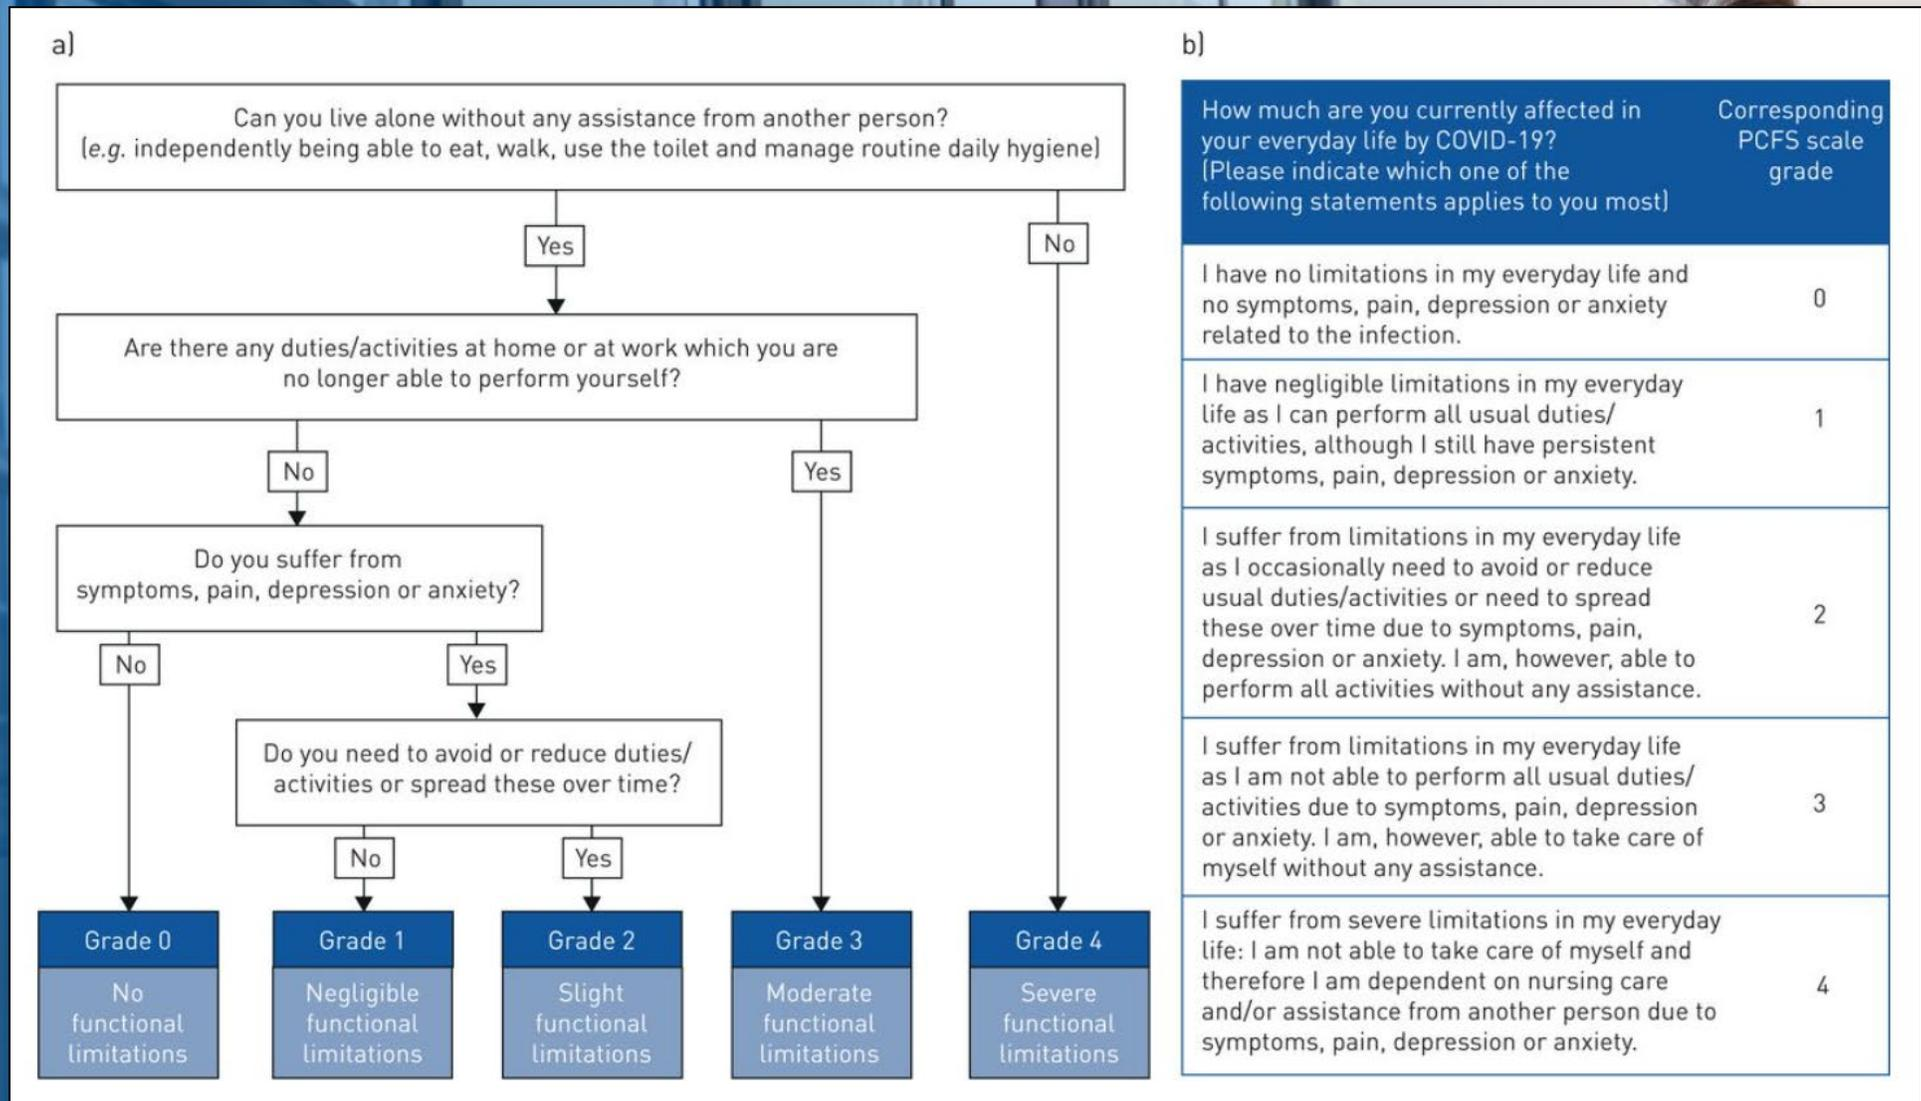 a)
Can you live alone without any assistance from another person?
(e.g. independently being able to eat, walk, use the toilet and manage routine daily hygiene)
Yes
No
Are there any duties/activities at home or at work which you are
no longer able to perform yourself?
No
Yes
Do you suffer from
symptoms, pain, depression or anxiety?
No
Yes
Do you need to avoid or reduce duties/
activities or spread these over time?
No
Yes
Grade 0
No
functional
limitations
Grade 1
Negligible
functional
limitations
Grade 2
Slight
functional
limitations
Grade 3
Moderate
functional
limitations
Grade 4
Severe
functional
limitations
b)
How much are you currently affected in
your everyday life by COVID-19?
(Please indicate which one of the
following statements applies to you most)
Corresponding
PCFS scale
grade
I have no limitations in my everyday life and
no symptoms, pain, depression or anxiety
related to the infection.
0
I have negligible limitations in my everyday
life as I can perform all usual duties/
activities, although I still have persistent
symptoms, pain, depression or anxiety.
1
I suffer from limitations in my everyday life
as I occasionally need to avoid or reduce
usual duties/activities or need to spread
these over time due to symptoms, pain,
depression or anxiety. I am, however, able to
perform all activities without any assistance.
2
I suffer from limitations in my everyday life
as I am not able to perform all usual duties/
activities due to symptoms, pain, depression
or anxiety. I am, however, able to take care of
myself without any assistance.
3
I suffer from severe limitations in my everyday
life: I am not able to take care of myself and
therefore I am dependent on nursing care
and/or assistance from another person due to
symptoms, pain, depression or anxiety.
4